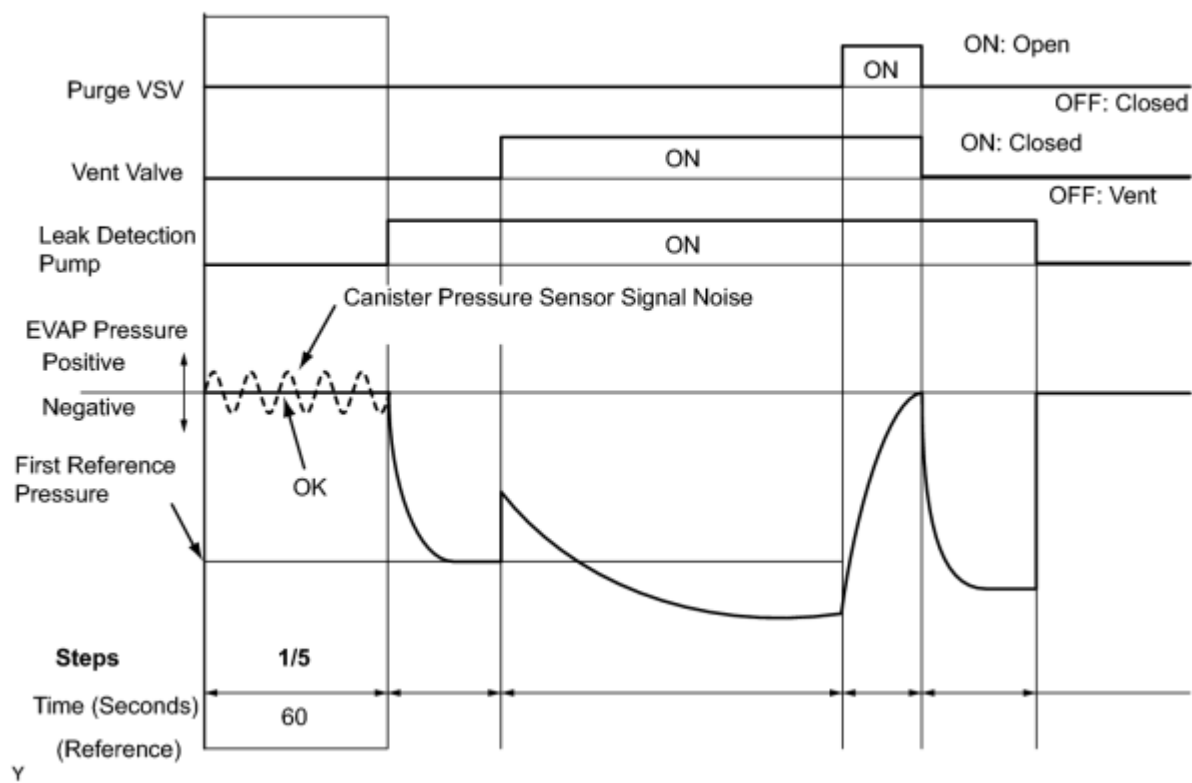 ON: Open
ON
Purge VSV
OFF: Closed
ON: Closed
ON
Vent Valve
OFF: Vent
Leak Detection
Pump
ON
Canister Pressure Sensor Signal Noise
EVAP Pressure
Positive
Negative
First Reference
Pressure
OK
Steps
1/5
Time (Seconds)
60
(Reference)
Y